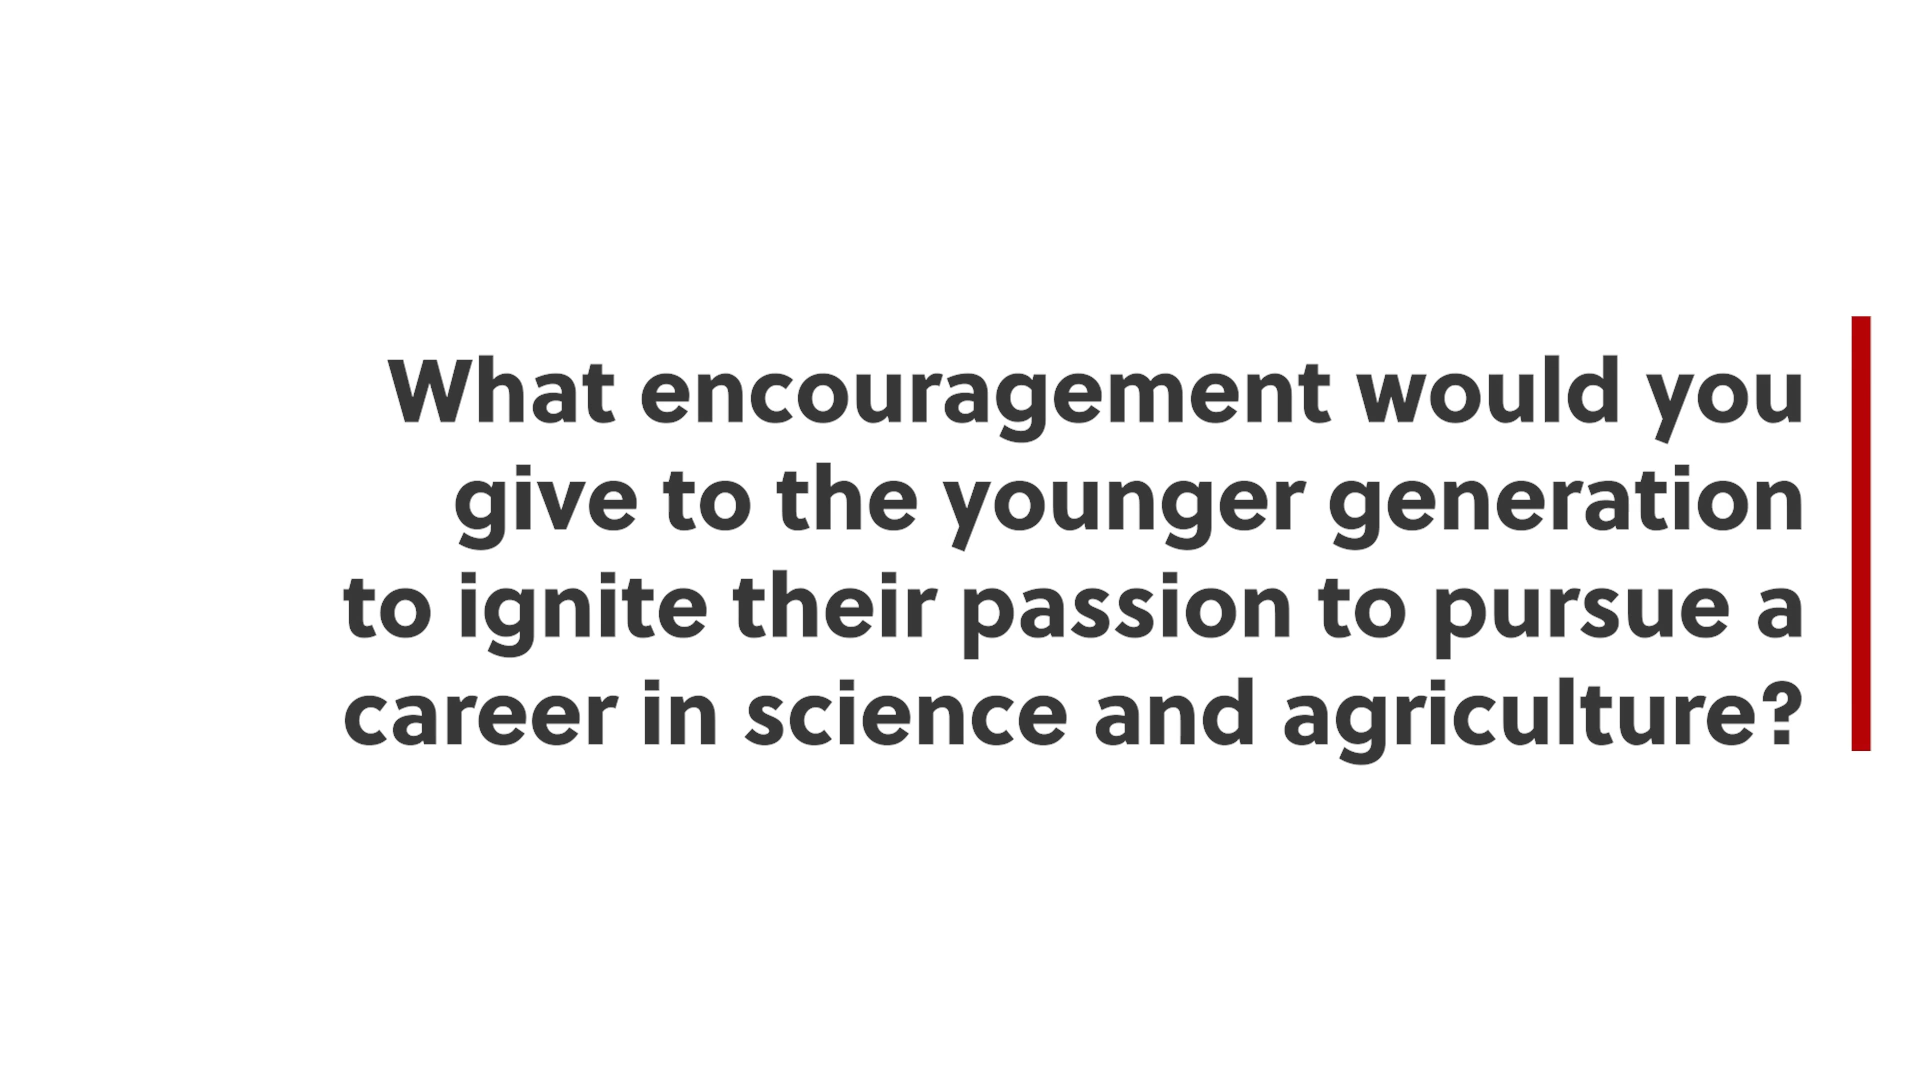 What encouragement would you
give to the younger generation
to ignite their passion to pursue a
career in science and agriculture?